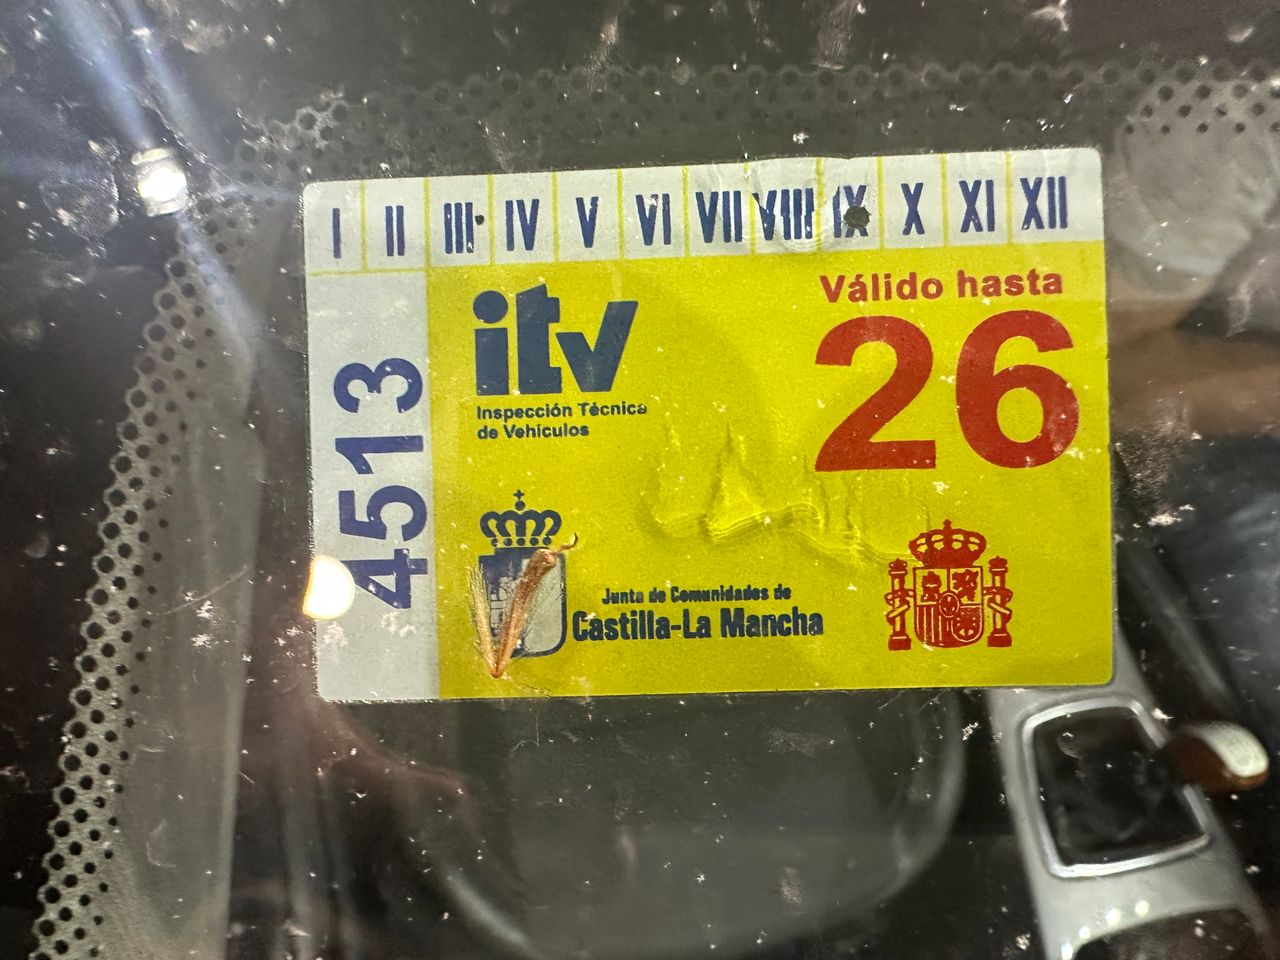 I II III IV V VI VII VIII IX X XI XII
Válido hasta
26
itv
Inspección Técnica
de Vehículos
4513
Junta de Comunidades de
Castilla-La Mancha